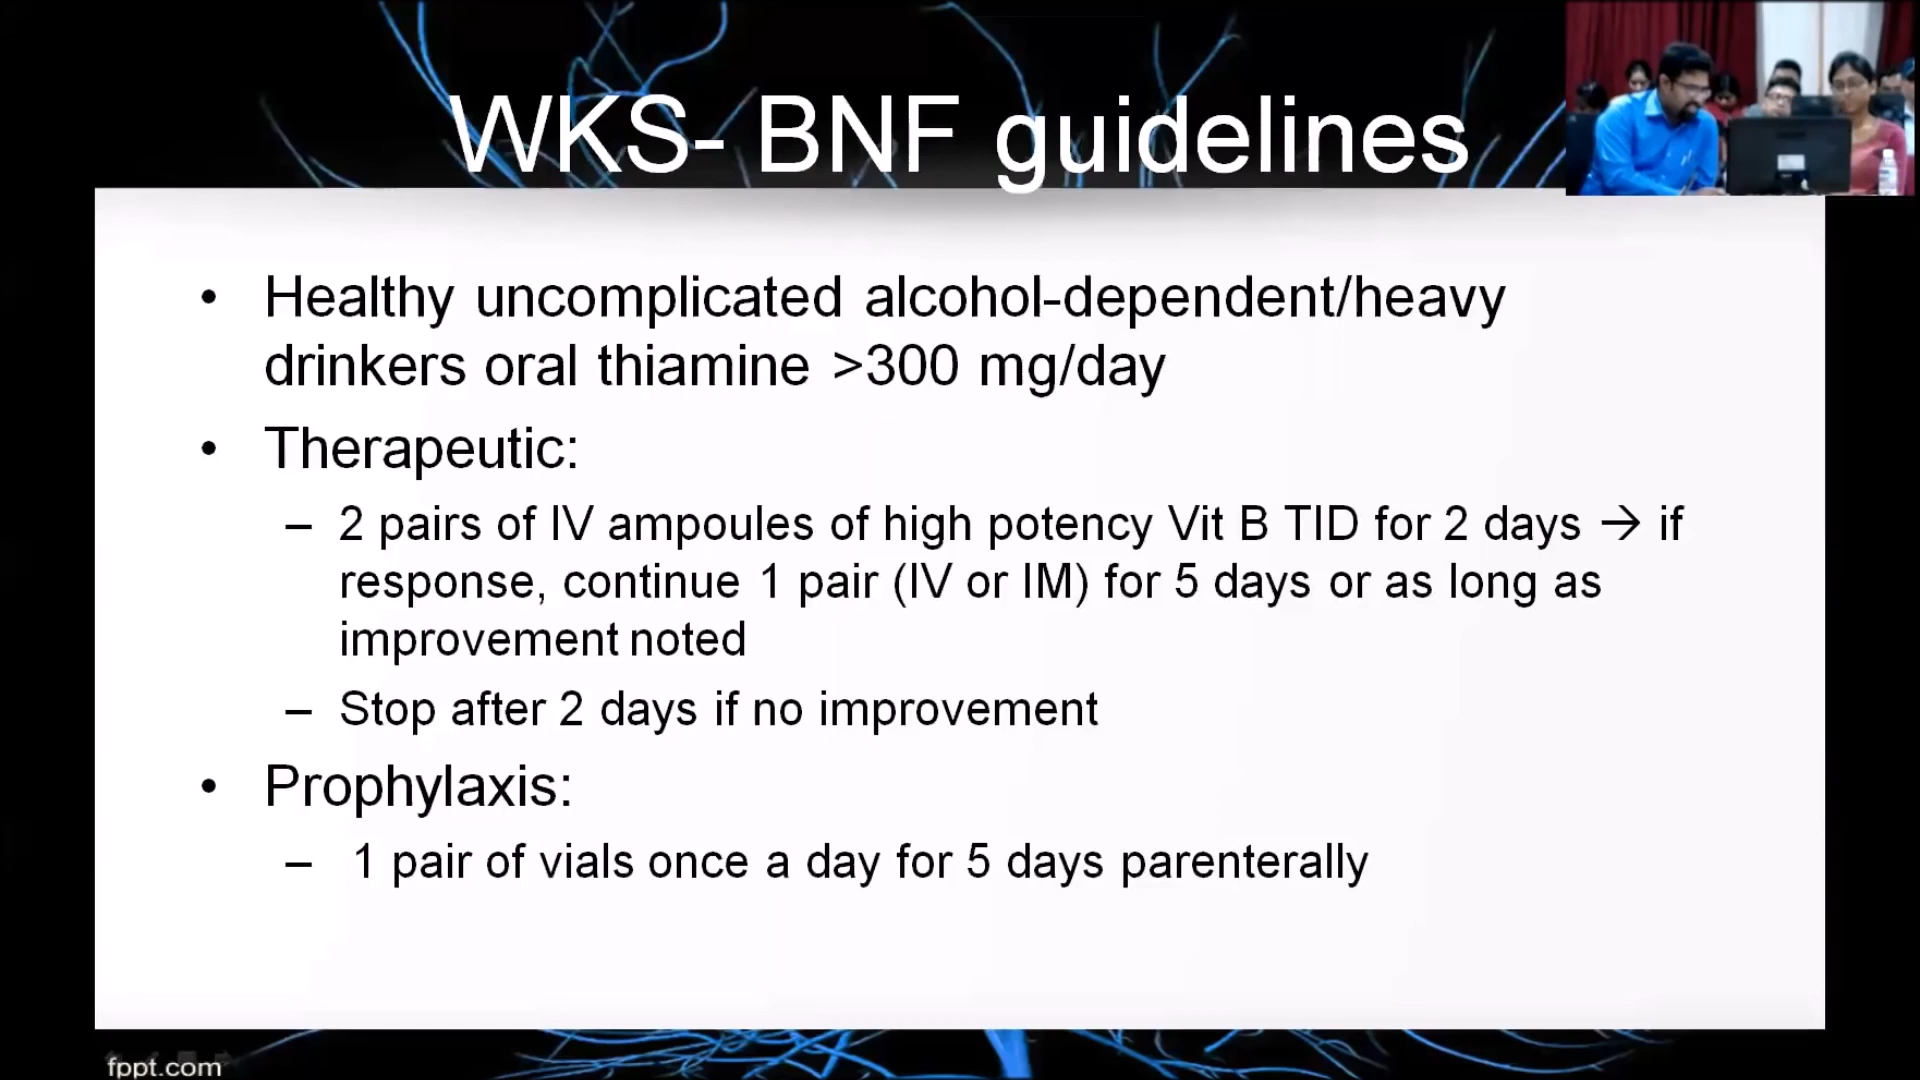 WKS- BNF guidelines
• Healthy uncomplicated alcohol-dependent/heavy
drinkers oral thiamine >300 mg/day
• Therapeutic:
– 2 pairs of IV ampoules of high potency Vit B TID for 2 days → if
response, continue 1 pair (IV or IM) for 5 days or as long as
improvement noted
– Stop after 2 days if no improvement
• Prophylaxis:
– 1 pair of vials once a day for 5 days parenterally
fppt.com